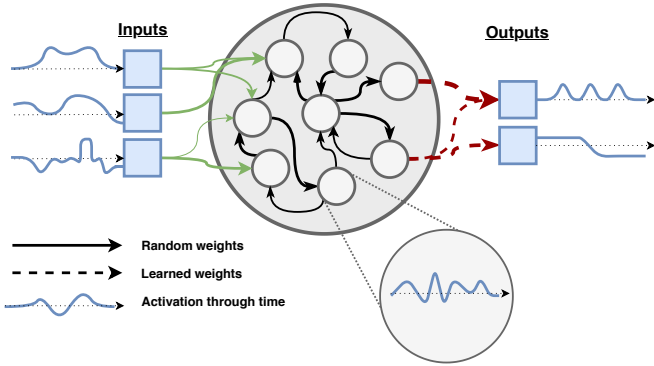 Inputs
Outputs
Random weights
Learned weights
Activation through time